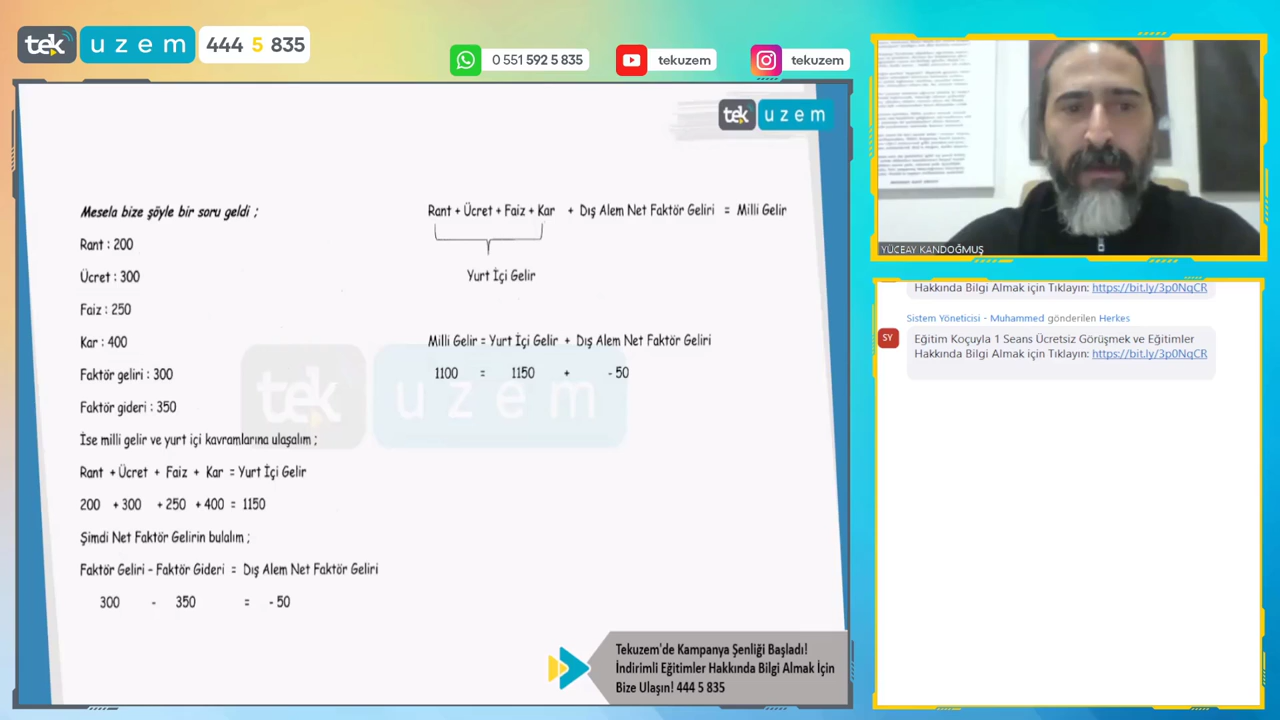 tek uzem 444 5 835
0 551 592 5 835
tekuzem
tekuzem
tek uzem
Mesela bize şöyle bir soru geldi ;
Rant : 200
Ücret : 300
Faiz : 250
Kar : 400
Faktör geliri : 300
Faktör gideri : 350
İse milli gelir ve yurt içi kavramlarına ulaşalım ;
Rant + Ücret + Faiz + Kar = Yurt İçi Gelir
200 + 300 + 250 + 400 = 1150
Şimdi Net Faktör Gelirin bulalım ;
Faktör Geliri - Faktör Gideri = Dış Alem Net Faktör Geliri
300 - 350 = - 50
Rant + Ücret + Faiz + Kar + Dış Alem Net Faktör Geliri = Milli Gelir
Yurt İçi Gelir
Milli Gelir = Yurt İçi Gelir + Dış Alem Net Faktör Geliri
1100 = 1150 + - 50
tek uzem
Tekuzem'de Kampanya Şenliği Başladı!
İndirimli Eğitimler Hakkında Bilgi Almak İçin
Bize Ulaşın! 444 5 835
YÜCEAY KANDOĞMUŞ
Hakkında Bilgi Almak için Tıklayın: https://bit.ly/3p0NqCR
Sistem Yöneticisi - Muhammed gönderilen Herkes
SY
Eğitim Koçuyla 1 Seans Ücretsiz Görüşmek ve Eğitimler
Hakkında Bilgi Almak için Tıklayın: https://bit.ly/3p0NqCR